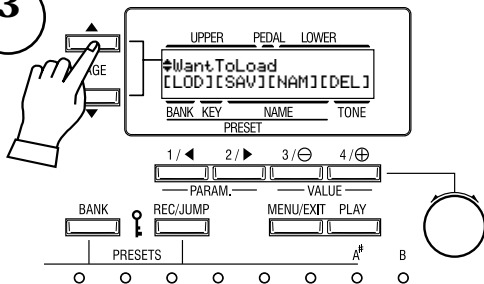 3
UPPER PEDAL LOWER
WantToLoad
[LOD][SAV][NAM][DEL]
BANK KEY NAME TONE
PRESET
AGE
1/◀ 2/▶ 3/⊖ 4/⊕
PARAM. VALUE
BANK REC/JUMP MENU/EXIT PLAY
PRESETS A# B